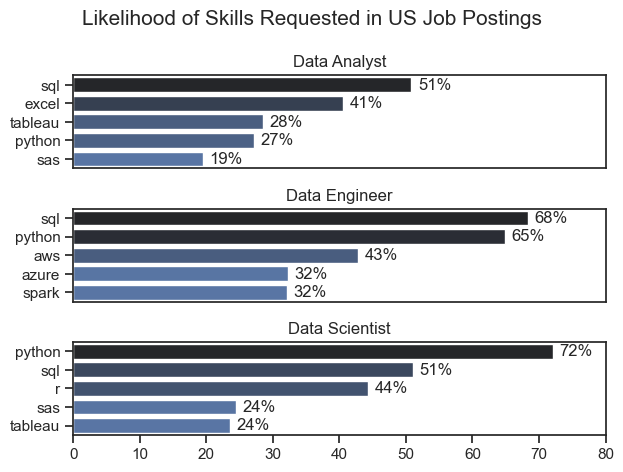 Likelihood of Skills Requested in US Job Postings
Data Analyst
sql 51%
excel 41%
tableau 28%
python 27%
sas 19%
Data Engineer
sql 68%
python 65%
aws 43%
azure 32%
spark 32%
Data Scientist
python 72%
sql 51%
r 44%
sas 24%
tableau 24%
0 10 20 30 40 50 60 70 80